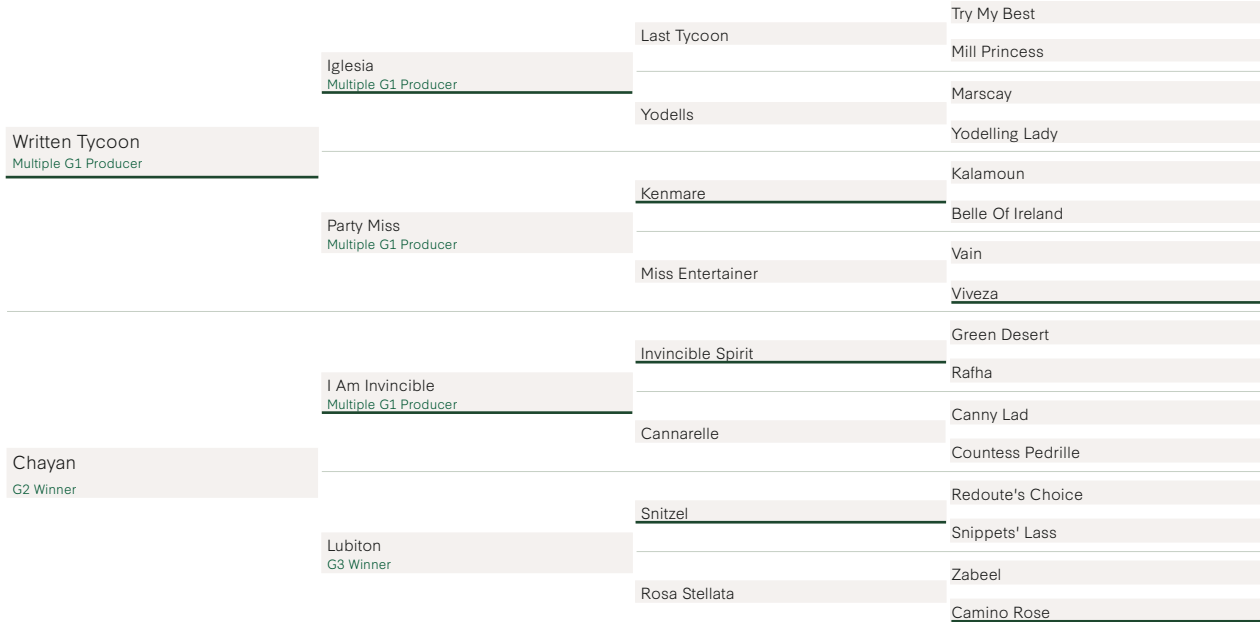 Try My Best
Last Tycoon
Mill Princess
Iglesia
Multiple G1 Producer
Marscay
Yodells
Yodelling Lady
Written Tycoon
Multiple G1 Producer
Kalamoun
Kenmare
Belle Of Ireland
Party Miss
Multiple G1 Producer
Vain
Miss Entertainer
Viveza
Green Desert
Invincible Spirit
Rafha
I Am Invincible
Multiple G1 Producer
Canny Lad
Cannarelle
Countess Pedrille
Chayan
G2 Winner
Redoute's Choice
Snitzel
Snippets' Lass
Lubiton
G3 Winner
Zabeel
Rosa Stellata
Camino Rose